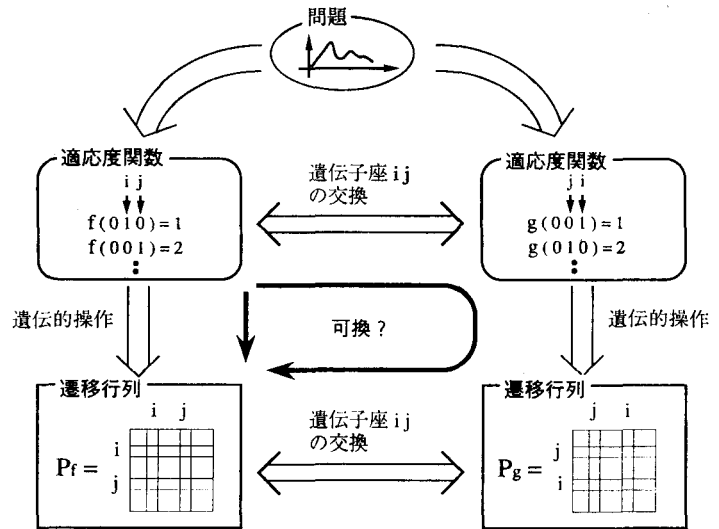 問題
適応度関数
i j
f(010)=1
f(001)=2
適応度関数
j i
g(001)=1
g(010)=2
遺伝子座 i j
の交換
遺伝的操作
可換？
遺伝的操作
遷移行列
i j
i
j
Pf =
遺伝子座 i j
の交換
遷移行列
j i
j
i
Pg =